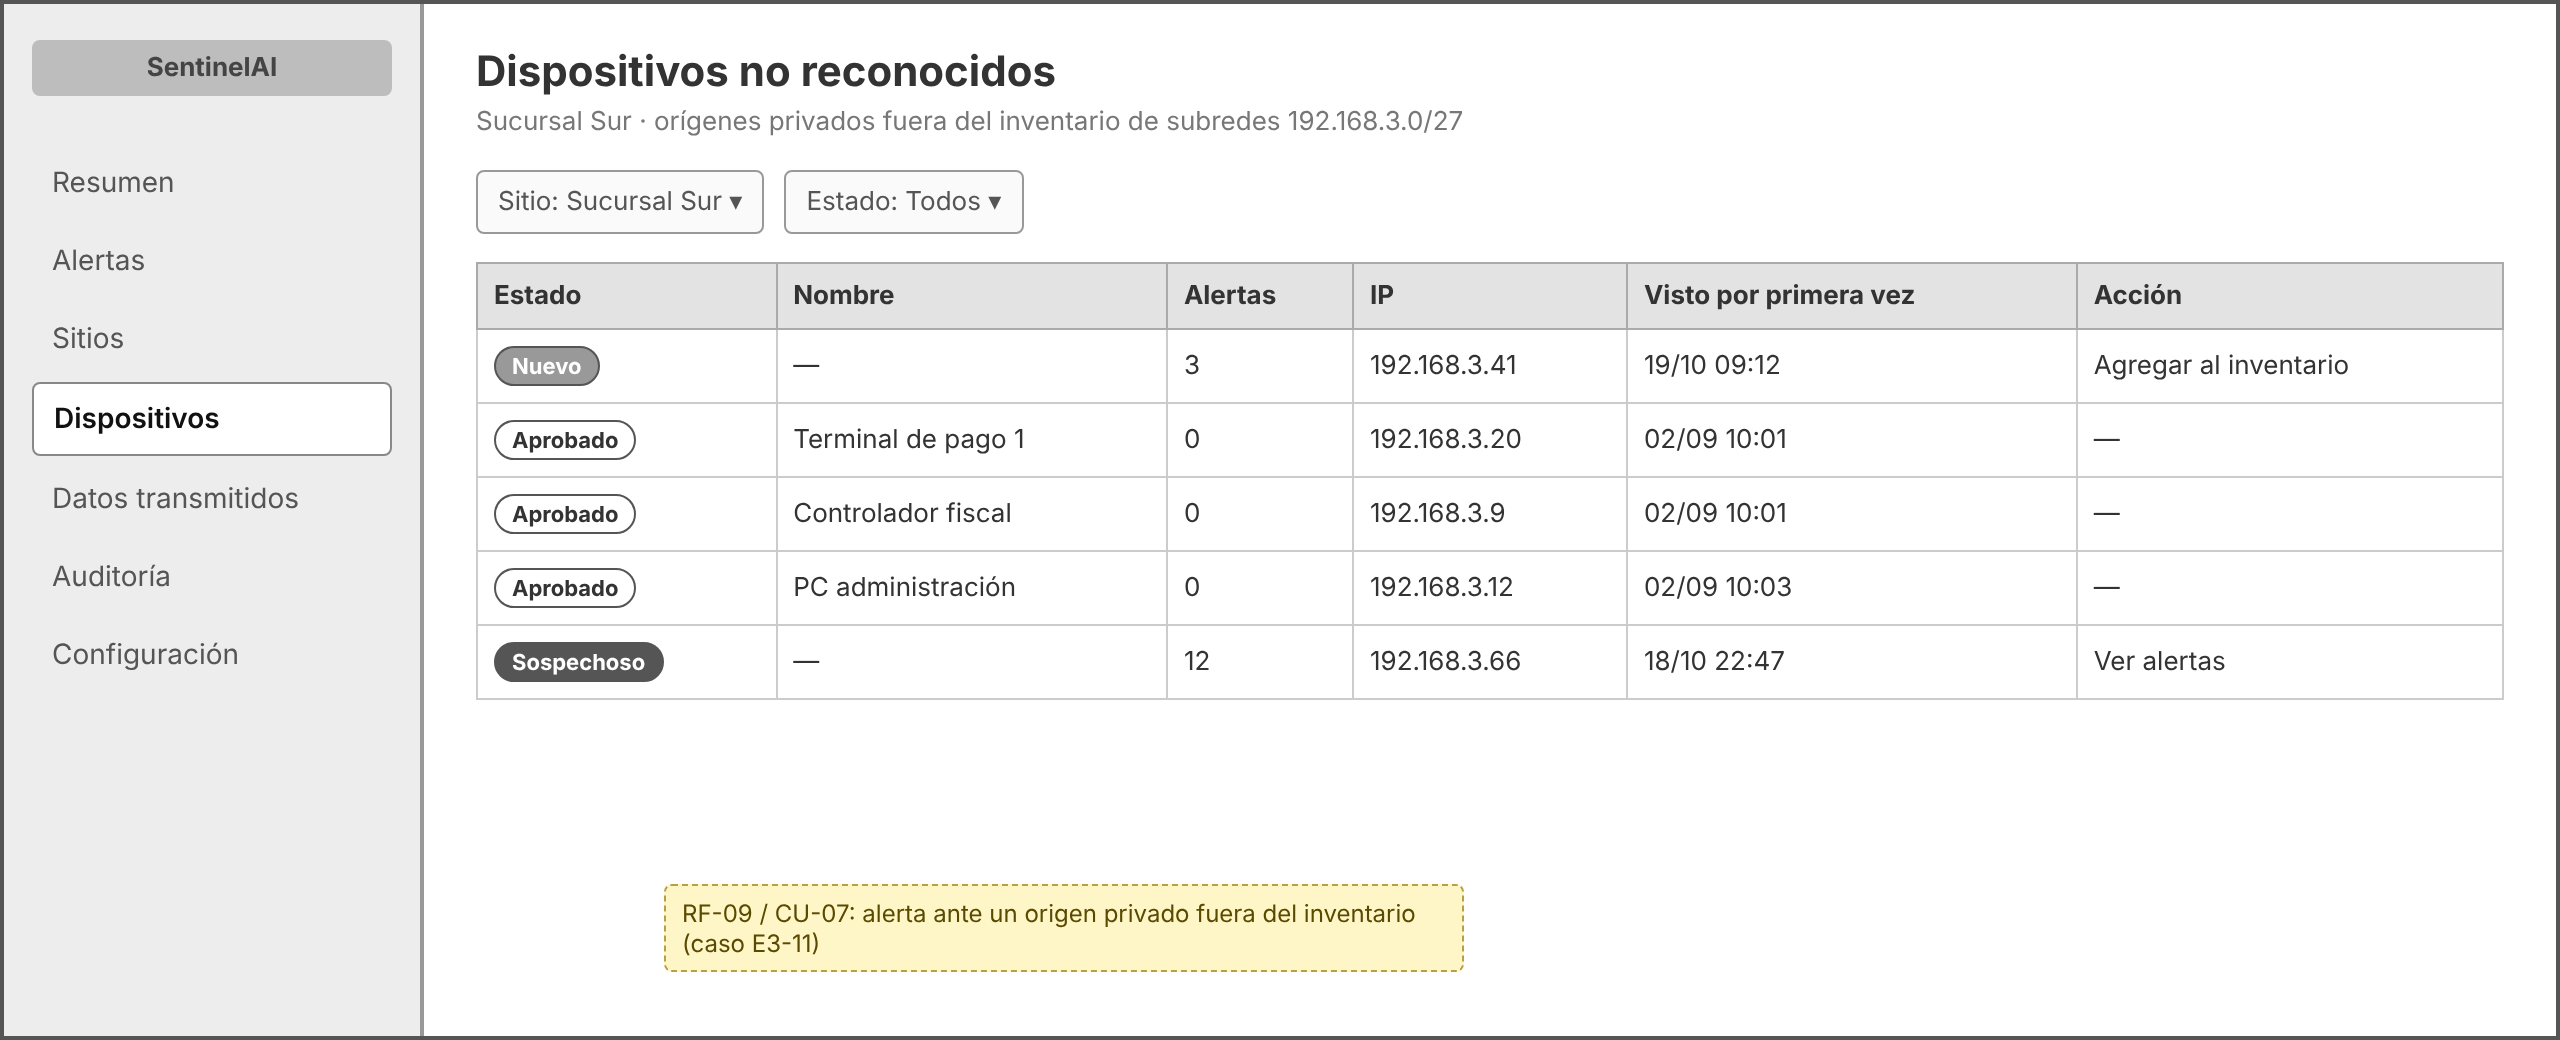 SentinelAI
Resumen
Alertas
Sitios
Dispositivos
Datos transmitidos
Auditoría
Configuración
Dispositivos no reconocidos
Sucursal Sur · orígenes privados fuera del inventario de subredes 192.168.3.0/27
Sitio: Sucursal Sur ▾ Estado: Todos ▾
Estado Nombre Alertas IP Visto por primera vez Acción
Nuevo — 3 192.168.3.41 19/10 09:12 Agregar al inventario
Aprobado Terminal de pago 1 0 192.168.3.20 02/09 10:01 —
Aprobado Controlador fiscal 0 192.168.3.9 02/09 10:01 —
Aprobado PC administración 0 192.168.3.12 02/09 10:03 —
Sospechoso — 12 192.168.3.66 18/10 22:47 Ver alertas
RF-09 / CU-07: alerta ante un origen privado fuera del inventario
(caso E3-11)